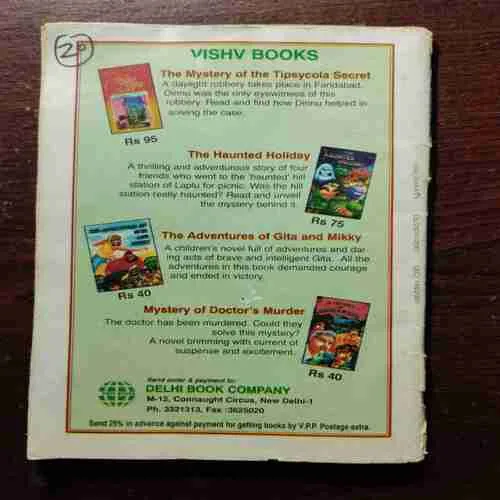 20
VISHV BOOKS
The Mystery of the Tipsycola Secret
A daylight robbery takes place in Faridabad.
Dinnu was the only eyewitness of this
robbery. Read and find how Dinnu helped in
solving the case.
Rs 95
The Haunted Holiday
A thrilling and adventurous story of four
friends who went to the 'haunted' hill
station of Laplu for picnic. Was the hill
station really haunted? Read and unveil
the mystery behind it.
Rs 75
The Adventures of Gita and Mikky
A children's novel full of adventures and dar-
ing acts of brave and intelligent Gita. All the
adventures in this book demanded courage
and ended in victory.
Rs 40
Mystery of Doctor's Murder
The doctor has been murdered. Could they
solve this mystery?
A novel brimming with current of
suspense and excitement.
Rs 40
Send order & payment to:
DELHI BOOK COMPANY
M-12, Connaught Circus, New Delhi-1
Ph. 3321313, Fax :3625020
Send 25% in advance against payment for getting books by V.P.P. Postage extra.